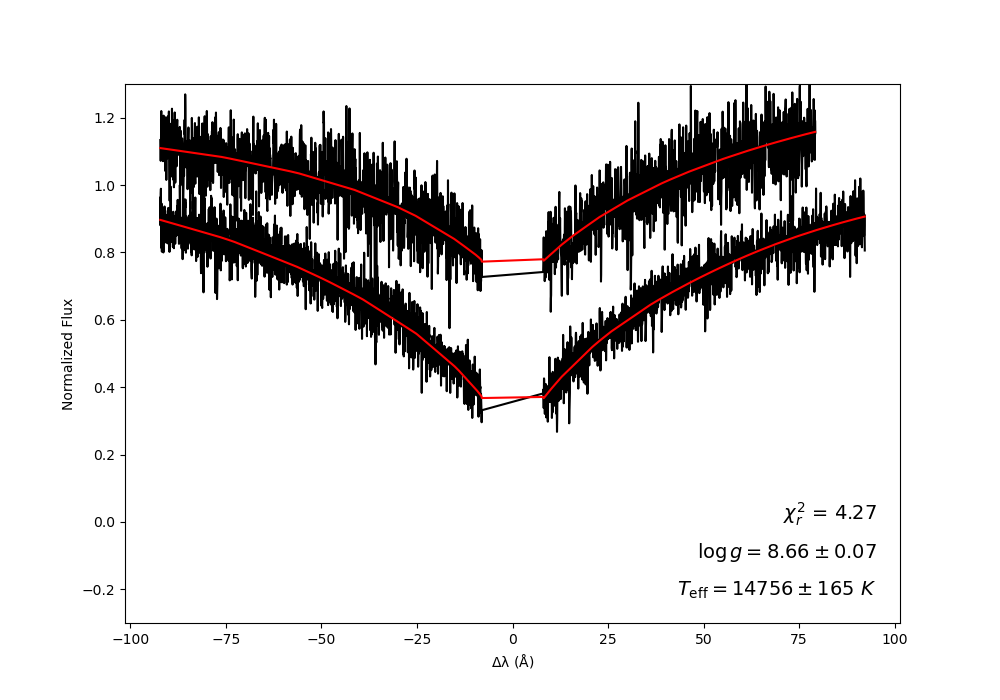 1.2
1.0
0.8
0.6
0.4
0.2
0.0
−0.2
Normalized Flux
χ²ᵣ = 4.27
log g = 8.66 ± 0.07
T_eff = 14756 ± 165 K
−100 −75 −50 −25 0 25 50 75 100
Δλ (Å)